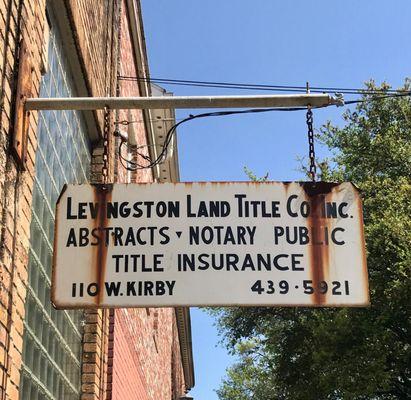 LEVINGSTON LAND TITLE CO. INC.
ABSTRACTS ▾ NOTARY PUBLIC
TITLE INSURANCE
110 W. KIRBY 439·5921